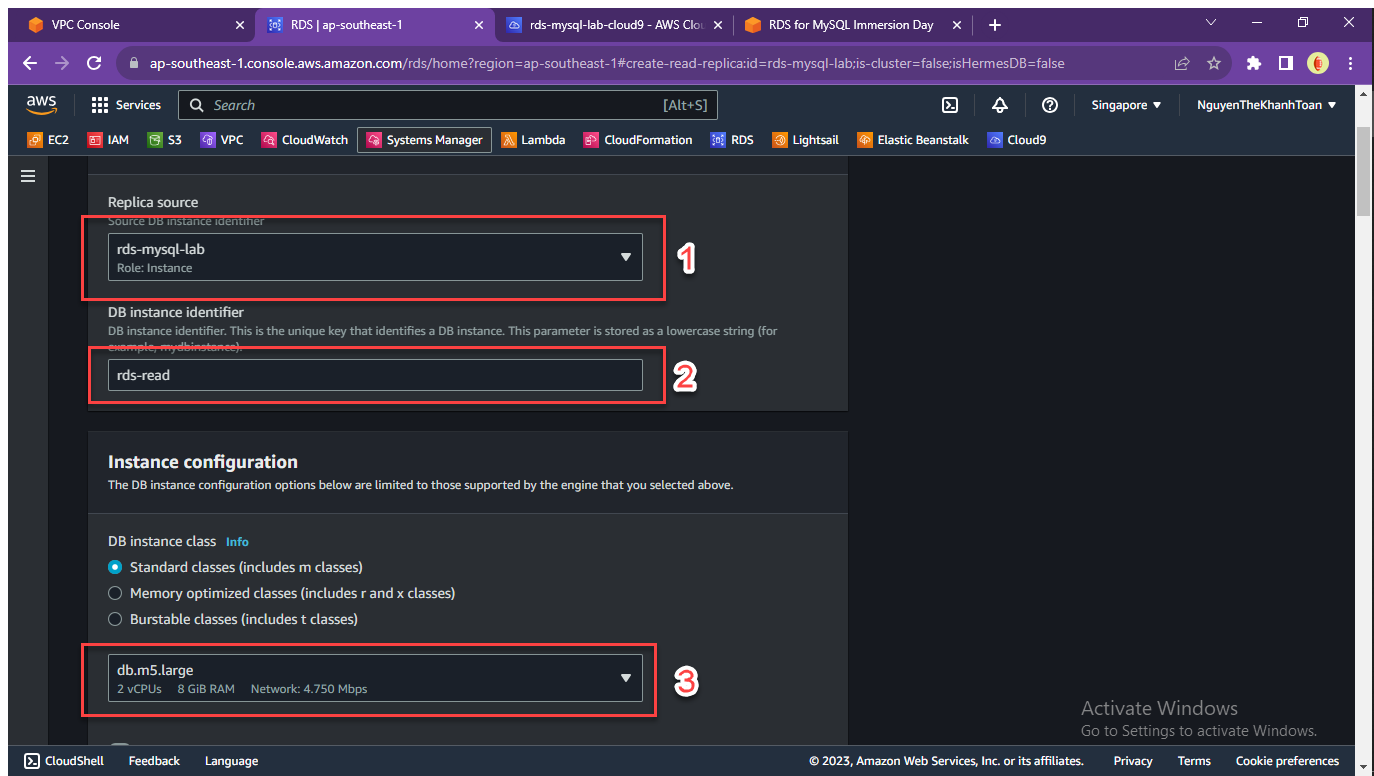 VPC Console
RDS | ap-southeast-1
rds-mysql-lab-cloud9 - AWS Clou
RDS for MySQL Immersion Day
ap-southeast-1.console.aws.amazon.com/rds/home?region=ap-southeast-1#create-read-replica:id=rds-mysql-lab;is-cluster=false;isHermesDB=false
aws
Services
Search
[Alt+S]
Singapore
NguyenTheKhanhToan
EC2
IAM
S3
VPC
CloudWatch
Systems Manager
Lambda
CloudFormation
RDS
Lightsail
Elastic Beanstalk
Cloud9
Replica source
Source DB instance identifier
rds-mysql-lab
Role: Instance
1
DB instance identifier
DB instance identifier. This is the unique key that identifies a DB instance. This parameter is stored as a lowercase string (for
example, mydbinstance).
rds-read
2
Instance configuration
The DB instance configuration options below are limited to those supported by the engine that you selected above.
DB instance class Info
Standard classes (includes m classes)
Memory optimized classes (includes r and x classes)
Burstable classes (includes t classes)
db.m5.large
2 vCPUs 8 GiB RAM Network: 4.750 Mbps
3
Activate Windows
Go to Settings to activate Windows.
CloudShell
Feedback
Language
© 2023, Amazon Web Services, Inc. or its affiliates.
Privacy
Terms
Cookie preferences